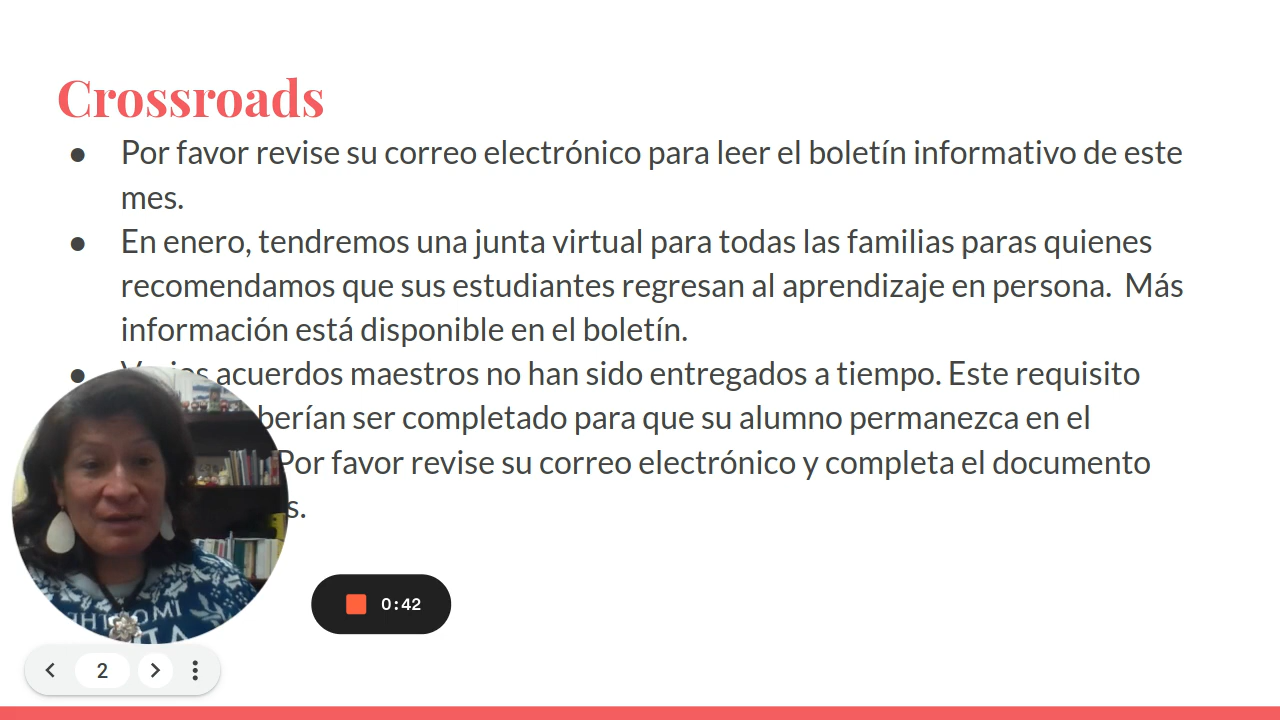 Crossroads
● Por favor revise su correo electrónico para leer el boletín informativo de este
mes.
● En enero, tendremos una junta virtual para todas las familias paras quienes
recomendamos que sus estudiantes regresan al aprendizaje en persona. Más
información está disponible en el boletín.
● acuerdos maestros no han sido entregados a tiempo. Este requisito
ser completado para que su alumno permanezca en el
Por favor revise su correo electrónico y completa el documento
0:42
2